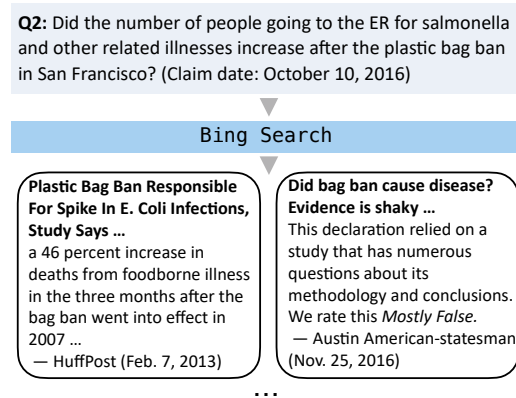 Q2: Did the number of people going to the ER for salmonella
and other related illnesses increase after the plastic bag ban
in San Francisco? (Claim date: October 10, 2016)
Bing Search
Plastic Bag Ban Responsible
For Spike In E. Coli Infections,
Study Says ...
a 46 percent increase in
deaths from foodborne illness
in the three months after the
bag ban went into effect in
2007 ...
— HuffPost (Feb. 7, 2013)
Did bag ban cause disease?
Evidence is shaky ...
This declaration relied on a
study that has numerous
questions about its
methodology and conclusions.
We rate this Mostly False.
— Austin American-statesman
(Nov. 25, 2016)
...